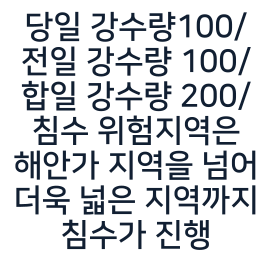 당일 강수량100/
전일 강수량 100/
합일 강수량 200/
침수 위험지역은
해안가 지역을 넘어
더욱 넓은 지역까지
침수가 진행